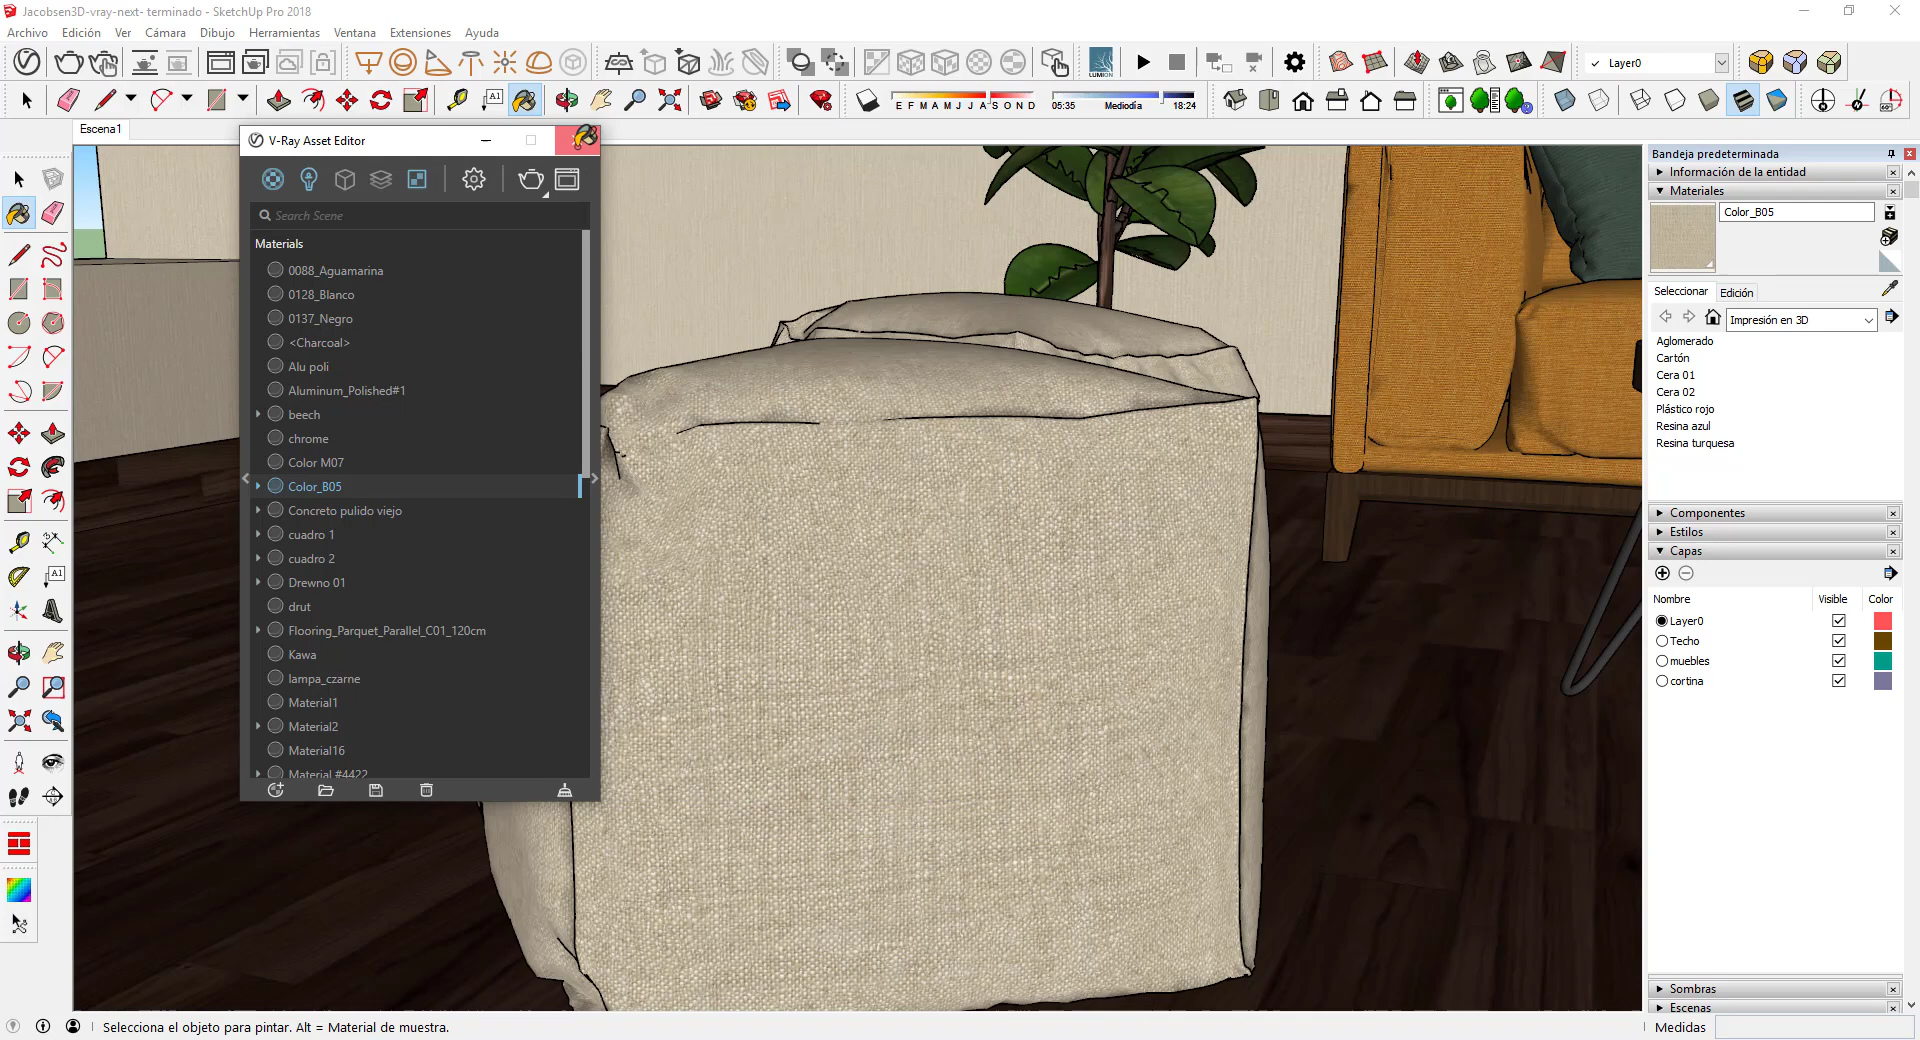 Jacobsen3D-vray-next- terminado - SketchUp Pro 2018
Archivo Edición Ver Cámara Dibujo Herramientas Ventana Extensiones Ayuda
LUMION
Layer0
A1
E F M A M J J A S O N D
05:35 Mediodía 18:24
Escena1
V-Ray Asset Editor
Search Scene
Materials
0088_Aguamarina
0128_Blanco
0137_Negro
<Charcoal>
Alu poli
Aluminum_Polished#1
beech
chrome
Color M07
Color_B05
Concreto pulido viejo
cuadro 1
cuadro 2
Drewno 01
drut
Flooring_Parquet_Parallel_C01_120cm
Kawa
lampa_czarne
Material1
Material2
Material16
Material #4422
A1
Bandeja predeterminada
Información de la entidad
Materiales
Color_B05
Seleccionar Edición
Impresión en 3D
Aglomerado
Cartón
Cera 01
Cera 02
Plástico rojo
Resina azul
Resina turquesa
Componentes
Estilos
Capas
Nombre Visible Color
Layer0
Techo
muebles
cortina
Sombras
Escenas
Selecciona el objeto para pintar. Alt = Material de muestra.
Medidas